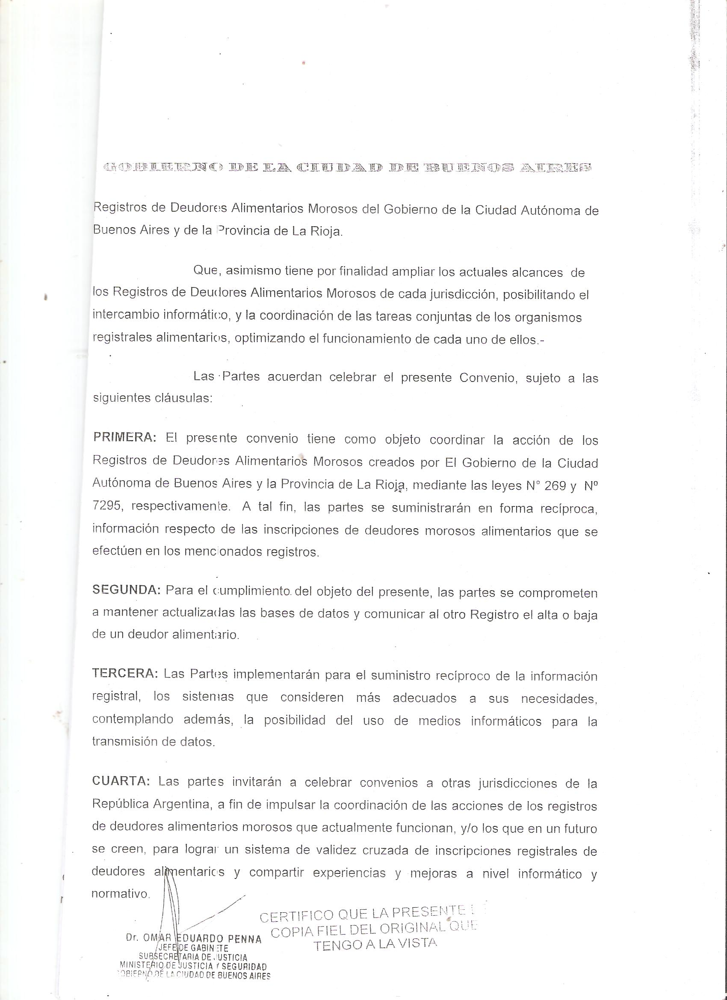 GOBIERNO DE LA CIUDAD DE BUENOS AIRES
Registros de Deudores Alimentarios Morosos del Gobierno de la Ciudad Autónoma de
Buenos Aires y de la Provincia de La Rioja.
Que, asimismo tiene por finalidad ampliar los actuales alcances de
los Registros de Deudores Alimentarios Morosos de cada jurisdicción, posibilitando el
intercambio informático, y la coordinación de las tareas conjuntas de los organismos
registrales alimentarios, optimizando el funcionamiento de cada uno de ellos.-
Las Partes acuerdan celebrar el presente Convenio, sujeto a las
siguientes cláusulas:
PRIMERA: El presente convenio tiene como objeto coordinar la acción de los
Registros de Deudores Alimentarios Morosos creados por El Gobierno de la Ciudad
Autónoma de Buenos Aires y la Provincia de La Rioja, mediante las leyes N° 269 y Nº
7295, respectivamente. A tal fin, las partes se suministrarán en forma recíproca,
información respecto de las inscripciones de deudores morosos alimentarios que se
efectúen en los mencionados registros.
SEGUNDA: Para el cumplimiento del objeto del presente, las partes se comprometen
a mantener actualizadas las bases de datos y comunicar al otro Registro el alta o baja
de un deudor alimentario.
TERCERA: Las Partes implementarán para el suministro recíproco de la información
registral, los sistemas que consideren más adecuados a sus necesidades,
contemplando además, la posibilidad del uso de medios informáticos para la
transmisión de datos.
CUARTA: Las partes invitarán a celebrar convenios a otras jurisdicciones de la
República Argentina, a fin de impulsar la coordinación de las acciones de los registros
de deudores alimentarios morosos que actualmente funcionan, y/o los que en un futuro
se creen, para lograr un sistema de validez cruzada de inscripciones registrales de
deudores alimentarios y compartir experiencias y mejoras a nivel informático y
normativo.
CERTIFICO QUE LA PRESENTE
COPIA FIEL DEL ORIGINAL QUE
TENGO A LA VISTA
Dr. OMAR EDUARDO PENNA
JEFE DE GABINETE
SUBSECRETARIA DE JUSTICIA
MINISTERIO DE JUSTICIA Y SEGURIDAD
GOBIERNO DE LA CIUDAD DE BUENOS AIRES